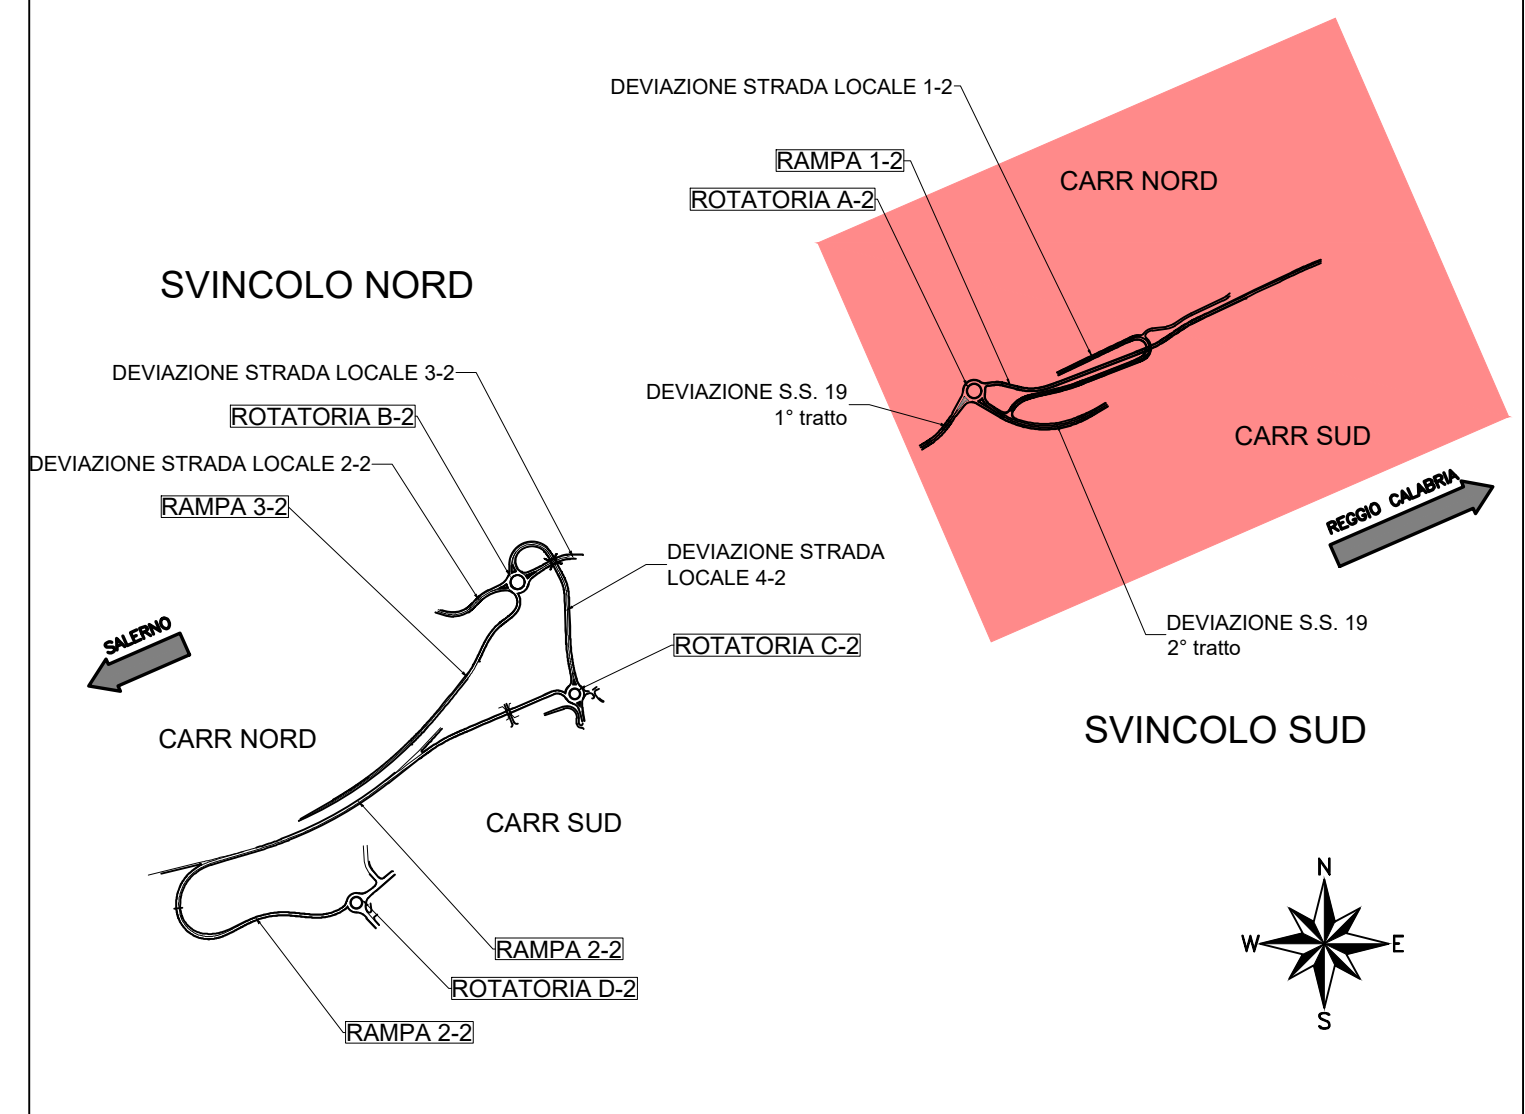 DEVIAZIONE STRADA LOCALE 1-2
RAMPA 1-2
CARR NORD
ROTATORIA A-2
SVINCOLO NORD
DEVIAZIONE STRADA LOCALE 3-2
DEVIAZIONE S.S. 19
1° tratto
ROTATORIA B-2
CARR SUD
DEVIAZIONE STRADA LOCALE 2-2
RAMPA 3-2
REGGIO CALABRIA
DEVIAZIONE STRADA
LOCALE 4-2
DEVIAZIONE S.S. 19
2° tratto
SALERNO
ROTATORIA C-2
CARR NORD
SVINCOLO SUD
CARR SUD
N
W
E
S
RAMPA 2-2
ROTATORIA D-2
RAMPA 2-2